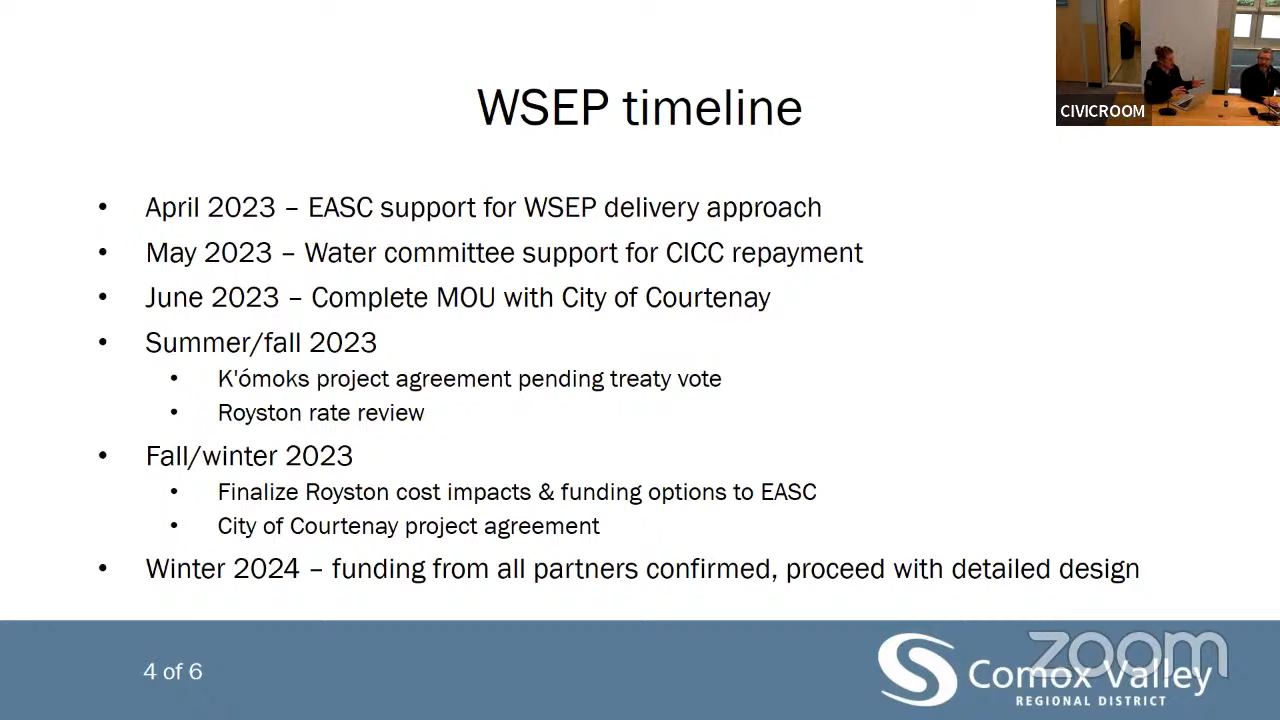 WSEP timeline
CIVICROOM
• April 2023 – EASC support for WSEP delivery approach
• May 2023 – Water committee support for CICC repayment
• June 2023 – Complete MOU with City of Courtenay
• Summer/fall 2023
• K'ómoks project agreement pending treaty vote
• Royston rate review
• Fall/winter 2023
• Finalize Royston cost impacts & funding options to EASC
• City of Courtenay project agreement
• Winter 2024 – funding from all partners confirmed, proceed with detailed design
4 of 6
zoom
Comox Valley
REGIONAL DISTRICT